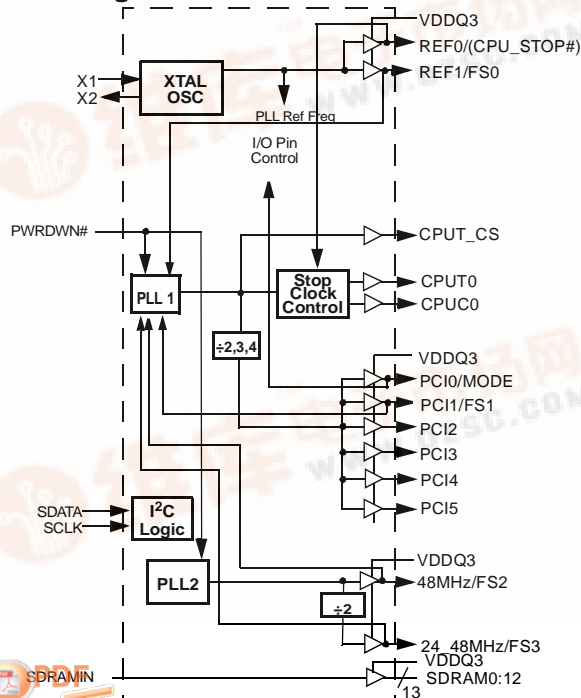 VDDQ3
REF0/(CPU_STOP#)
REF1/FS0
X1
X2
XTAL
OSC
PLL Ref Freq
I/O Pin
Control
PWRDWN#
CPUT_CS
PLL 1
Stop
Clock
Control
CPUT0
CPUC0
÷2,3,4
VDDQ3
PCI0/MODE
PCI1/FS1
PCI2
PCI3
PCI4
PCI5
SDATA
SCLK
I2C
Logic
VDDQ3
PLL2
48MHz/FS2
÷2
24_48MHz/FS3
VDDQ3
SDRAMIN
SDRAM0:12
13
PDF